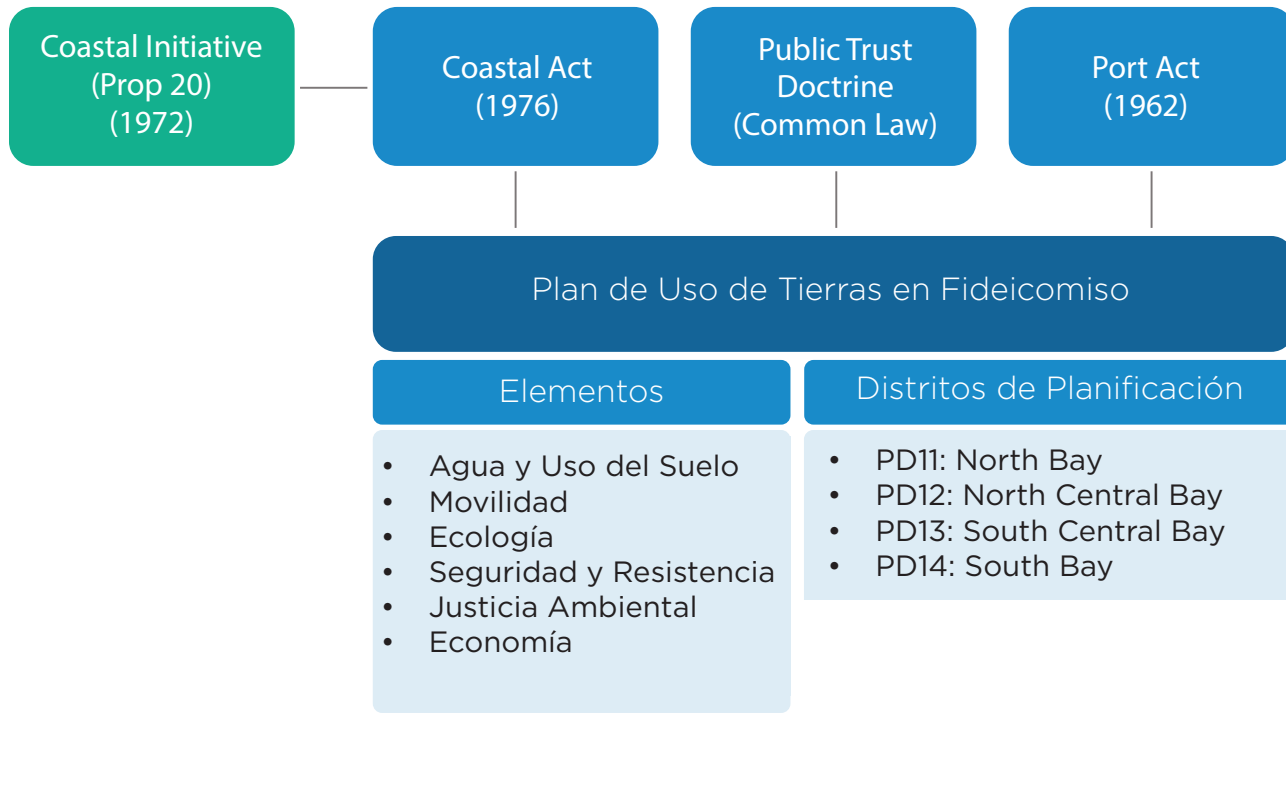 Coastal Initiative
(Prop 20)
(1972)
Coastal Act
(1976)
Public Trust
Doctrine
(Common Law)
Port Act
(1962)
Plan de Uso de Tierras en Fideicomiso
Elementos
• Agua y Uso del Suelo
• Movilidad
• Ecología
• Seguridad y Resistencia
• Justicia Ambiental
• Economía
Distritos de Planificación
• PD11: North Bay
• PD12: North Central Bay
• PD13: South Central Bay
• PD14: South Bay